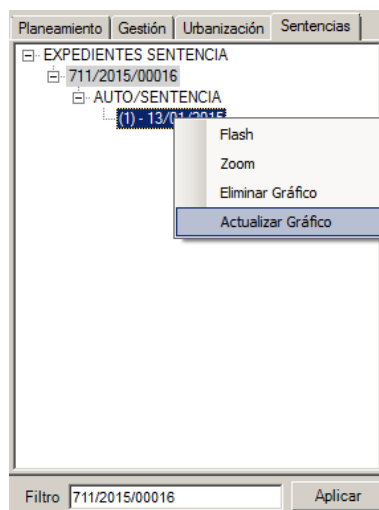 Planeamiento Gestión Urbanización Sentencias
EXPEDIENTES SENTENCIA
711/2015/00016
AUTO/SENTENCIA
(1) - 13/01/2015
Flash
Zoom
Eliminar Gráfico
Actualizar Gráfico
Filtro 711/2015/00016 Aplicar